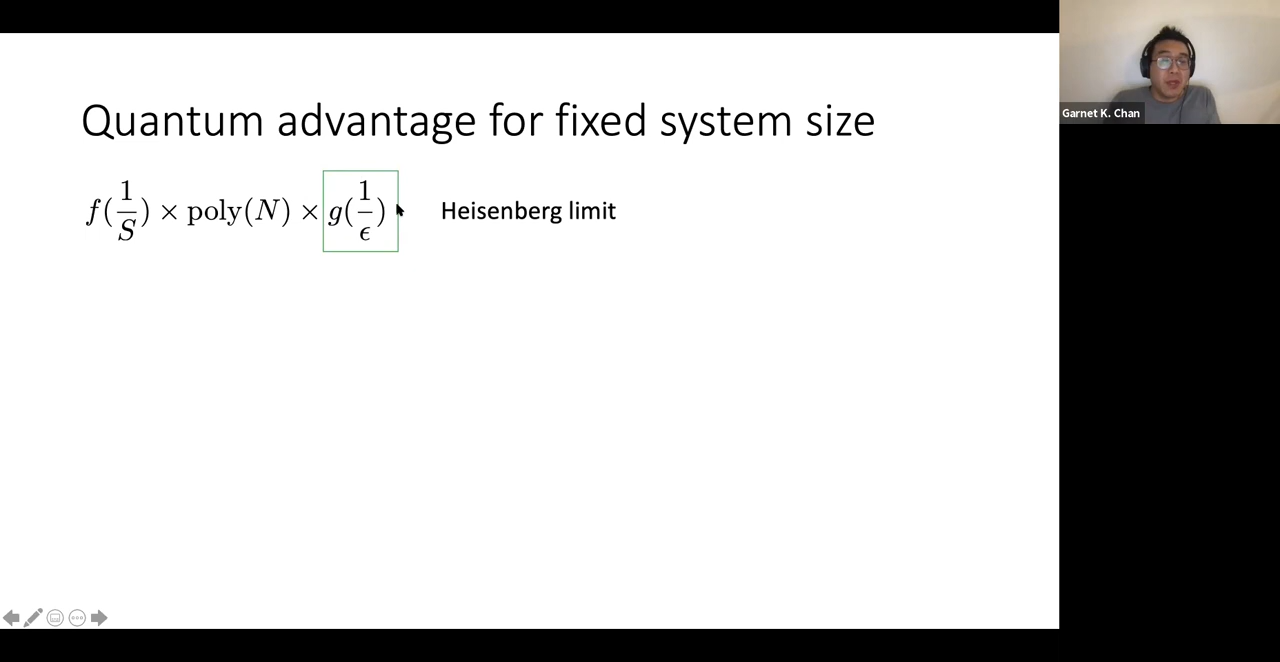 Quantum advantage for fixed system size
f(1/S) × poly(N) × g(1/ϵ) Heisenberg limit
Garnet K. Chan